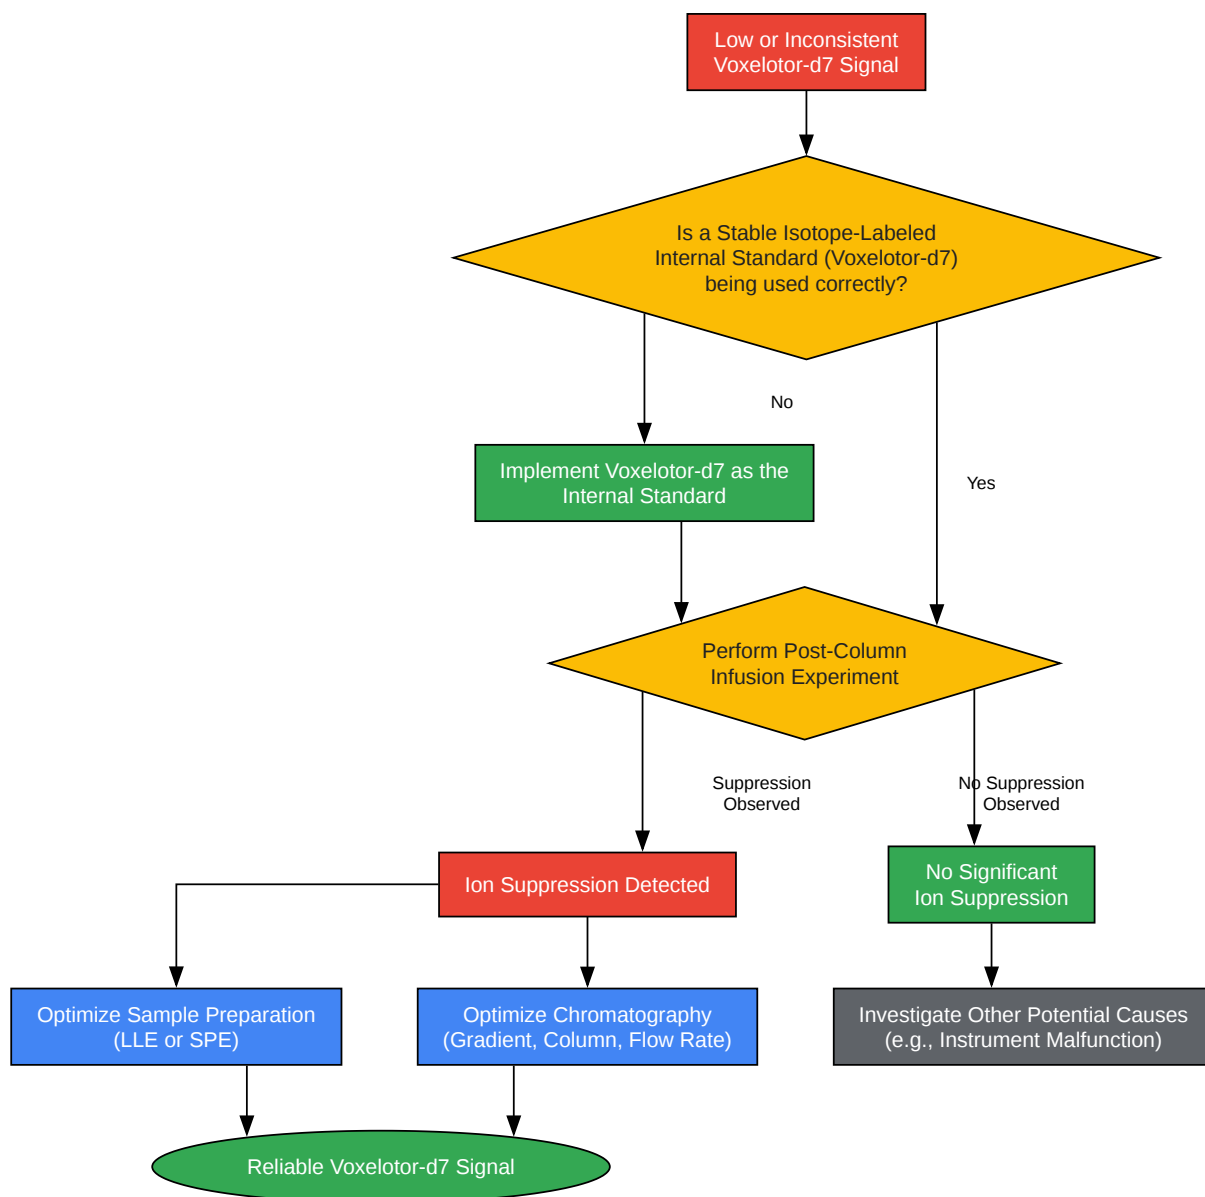 Low or Inconsistent
Voxelotor-d7 Signal
Is a Stable Isotope-Labeled
Internal Standard (Voxelotor-d7)
being used correctly?
No
Implement Voxelotor-d7 as the
Internal Standard
Yes
Perform Post-Column
Infusion Experiment
Suppression
Observed
No Suppression
Observed
Ion Suppression Detected
No Significant
Ion Suppression
Optimize Sample Preparation
(LLE or SPE)
Optimize Chromatography
(Gradient, Column, Flow Rate)
Investigate Other Potential Causes
(e.g., Instrument Malfunction)
Reliable Voxelotor-d7 Signal